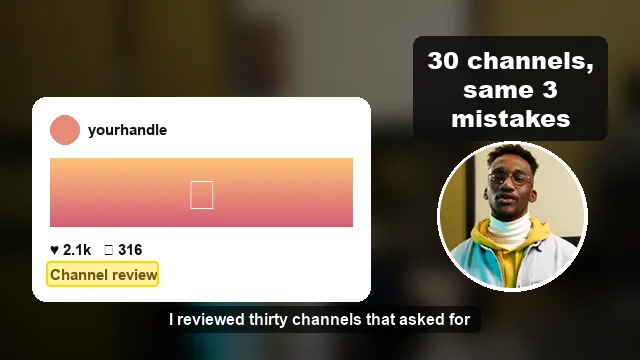 30 channels,
same 3
mistakes
yourhandle
♥ 2.1k 316
Channel review
I reviewed thirty channels that asked for